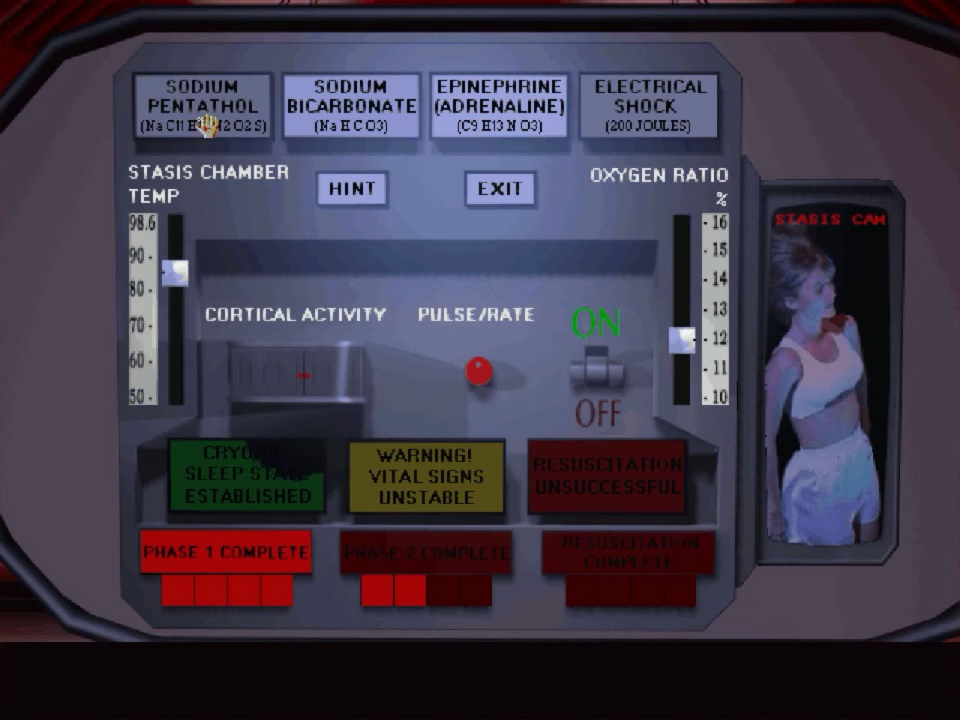 SODIUM
PENTATHOL
SODIUM
BICARBONATE
(Na H C O3)
EPINEPHRINE
(ADRENALINE)
(C9 H13 N O3)
ELECTRICAL
SHOCK
(200 JOULES)
STASIS CHAMBER
TEMP
HINT
EXIT
OXYGEN RATIO
%
98.6
90 -
80 -
70 -
60 -
50 -
- 16
- 15
- 14
- 13
- 12
- 11
- 10
STASIS CAM
CORTICAL ACTIVITY
PULSE/RATE
ON
OFF
SLEEP STATE
ESTABLISHED
WARNING!
VITAL SIGNS
UNSTABLE
RESUSCITATION
UNSUCCESSFUL
PHASE 1 COMPLETE
PHASE 2 COMPLETE
RESUSCITATION
COMPLETE